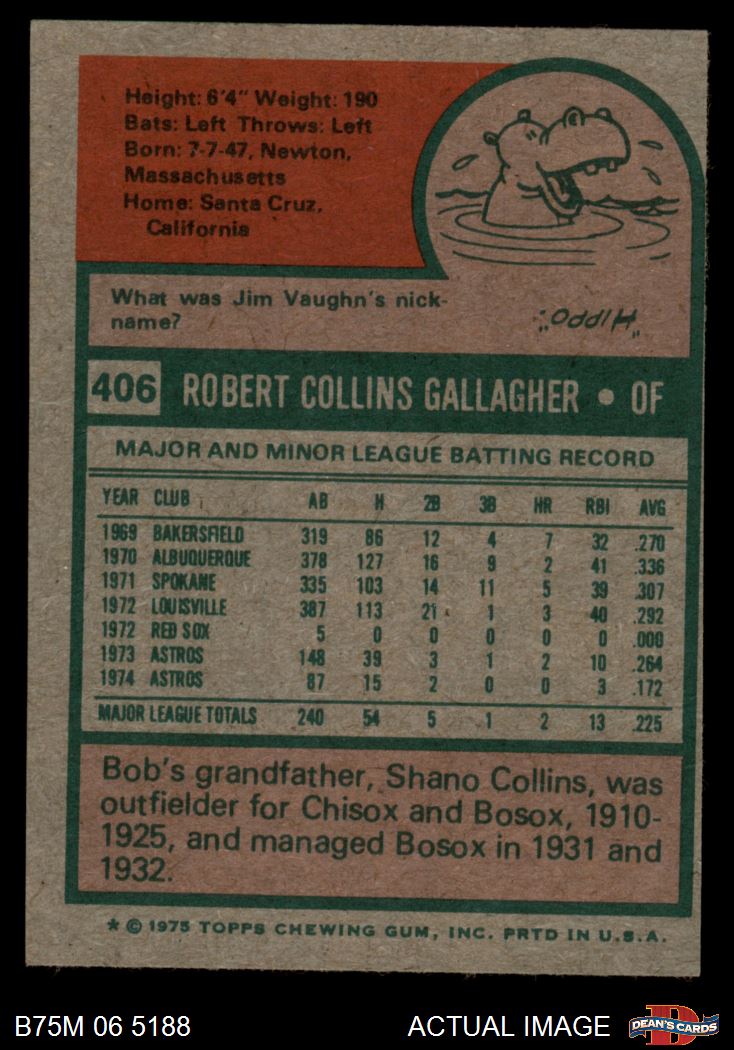 Height: 6'4" Weight: 190
Bats: Left Throws: Left
Born: 7-7-47, Newton,
Massachusetts
Home: Santa Cruz,
California
What was Jim Vaughn's nick-
name?
"Hippo."
406 ROBERT COLLINS GALLAGHER • OF
MAJOR AND MINOR LEAGUE BATTING RECORD
YEAR CLUB AB H 2B 3B HR RBI AVG
1969 BAKERSFIELD 319 86 12 4 7 32 .270
1970 ALBUQUERQUE 378 127 16 9 2 41 .336
1971 SPOKANE 335 103 14 11 5 39 .307
1972 LOUISVILLE 387 113 21 1 3 40 .292
1972 RED SOX 5 0 0 0 0 0 .000
1973 ASTROS 148 39 3 1 2 10 .264
1974 ASTROS 87 15 2 0 0 3 .172
MAJOR LEAGUE TOTALS 240 54 5 1 2 13 .225
Bob's grandfather, Shano Collins, was
outfielder for Chisox and Bosox, 1910-
1925, and managed Bosox in 1931 and
1932.
* © 1975 TOPPS CHEWING GUM, INC. PRTD IN U.S.A.
B75M 06 5188 ACTUAL IMAGE DEAN'S CARDS